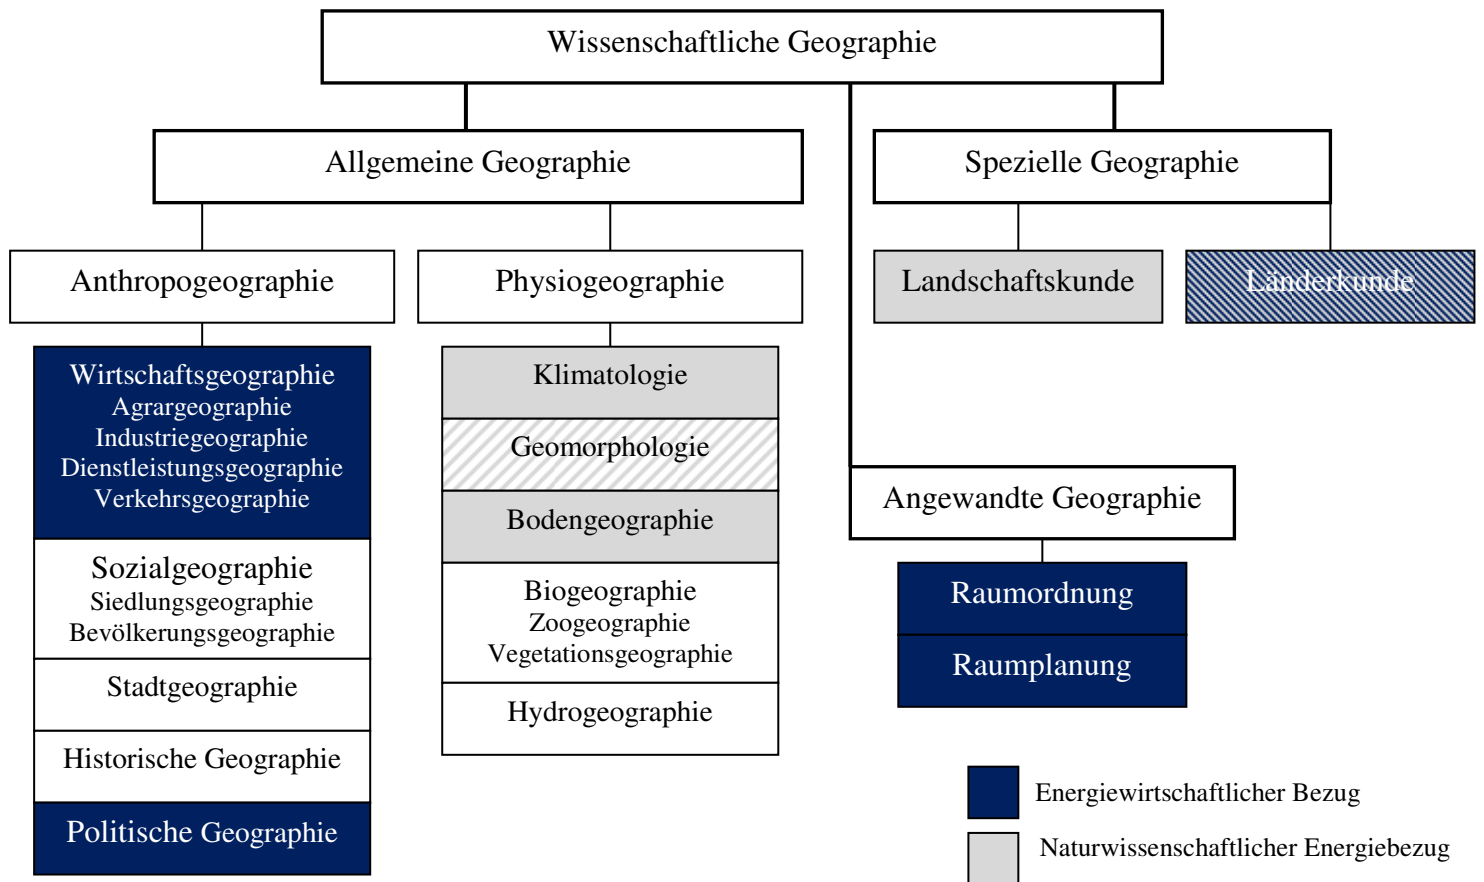 Wissenschaftliche Geographie
Allgemeine Geographie
Spezielle Geographie
Anthropogeographie
Physiogeographie
Landschaftskunde
Länderkunde
Wirtschaftsgeographie
Agrargeographie
Industriegeographie
Dienstleistungsgeographie
Verkehrsgeographie
Sozialgeographie
Siedlungsgeographie
Bevölkerungsgeographie
Stadtgeographie
Historische Geographie
Politische Geographie
Klimatologie
Geomorphologie
Bodengeographie
Biogeographie
Zoogeographie
Vegetationsgeographie
Hydrogeographie
Angewandte Geographie
Raumordnung
Raumplanung
Energiewirtschaftlicher Bezug
Naturwissenschaftlicher Energiebezug